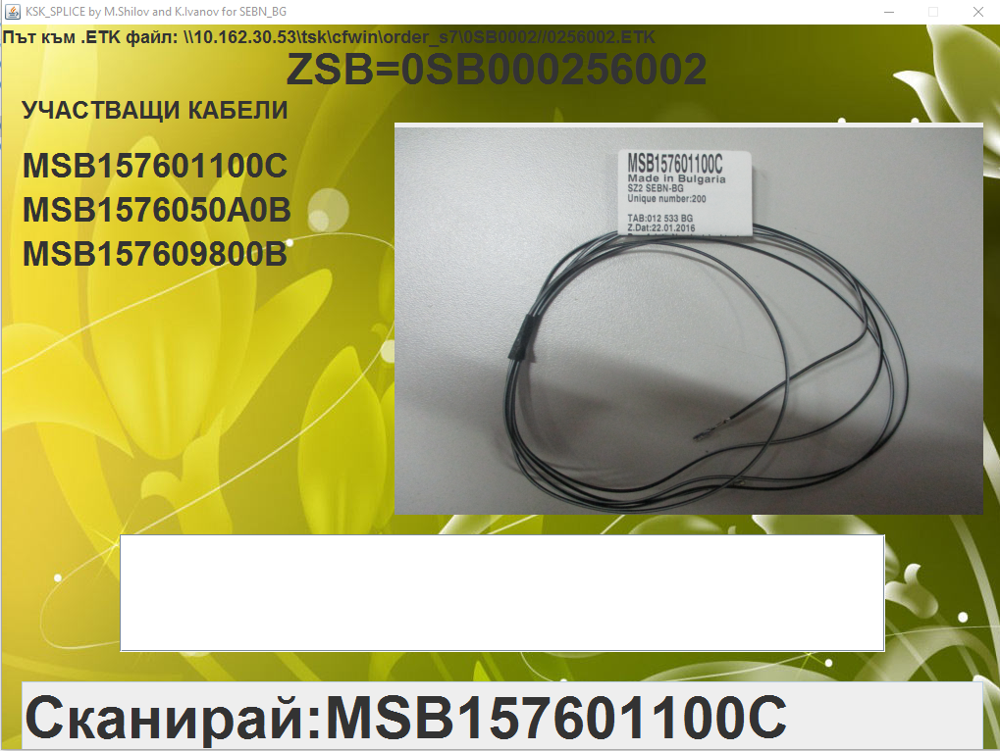 KSK_SPLICE by M.Shilov and K.Ivanov for SEBN_BG
Път към .ETK файл: \\10.162.30.53\tsk\cfwin\order_s7\0SB0002//0256002.ETK
ZSB=0SB000256002
УЧАСТВАЩИ КАБЕЛИ
MSB157601100C
MSB1576050A0B
MSB157609800B
MSB157601100C
Made in Bulgaria
SZ2 SEBN-BG
Unique number:200
TAB:012 533 BG
Z.Dat:22.01.2016
Сканирай:MSB157601100C